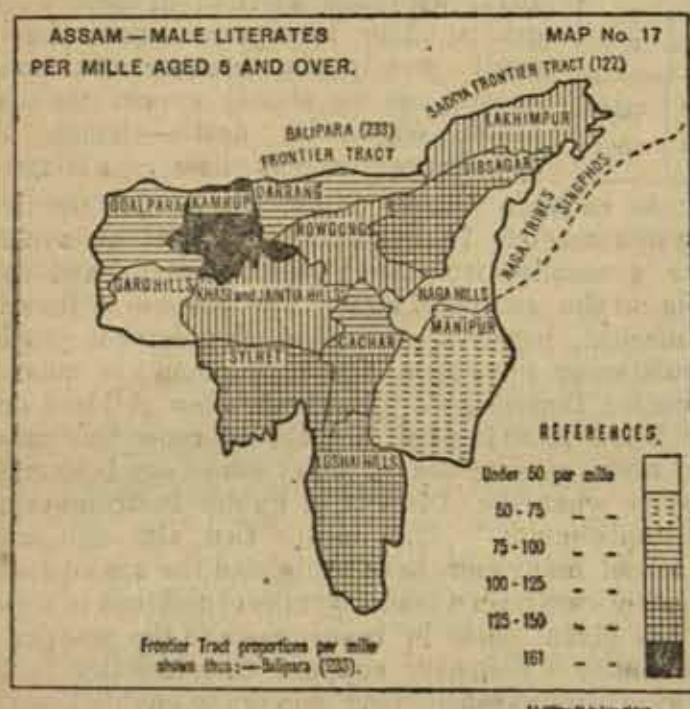 ASSAM—MALE LITERATES
MAP No. 17
PER MILLE AGED 5 AND OVER.
SADIYA FRONTIER TRACT (122)
BALIPARA (233)
FRONTIER TRACT
LAKHIMPUR
SIBSAGAR
DARRANG
GOALPARA
KAMRUP
NOWGONG
NAGA TRIBES
SINGPHOS
GARO HILLS
KHASI and JAINTIA HILLS
NAGA HILLS
MANIPUR
CACHAR
SYLHET
LUSHAI HILLS
REFERENCES.
Under 50 per mille
50-75 - -
75-100 - -
100-125 - -
125-150 - -
161 - -
Frontier Tract proportions per mille
shown thus:—Balipara (233).